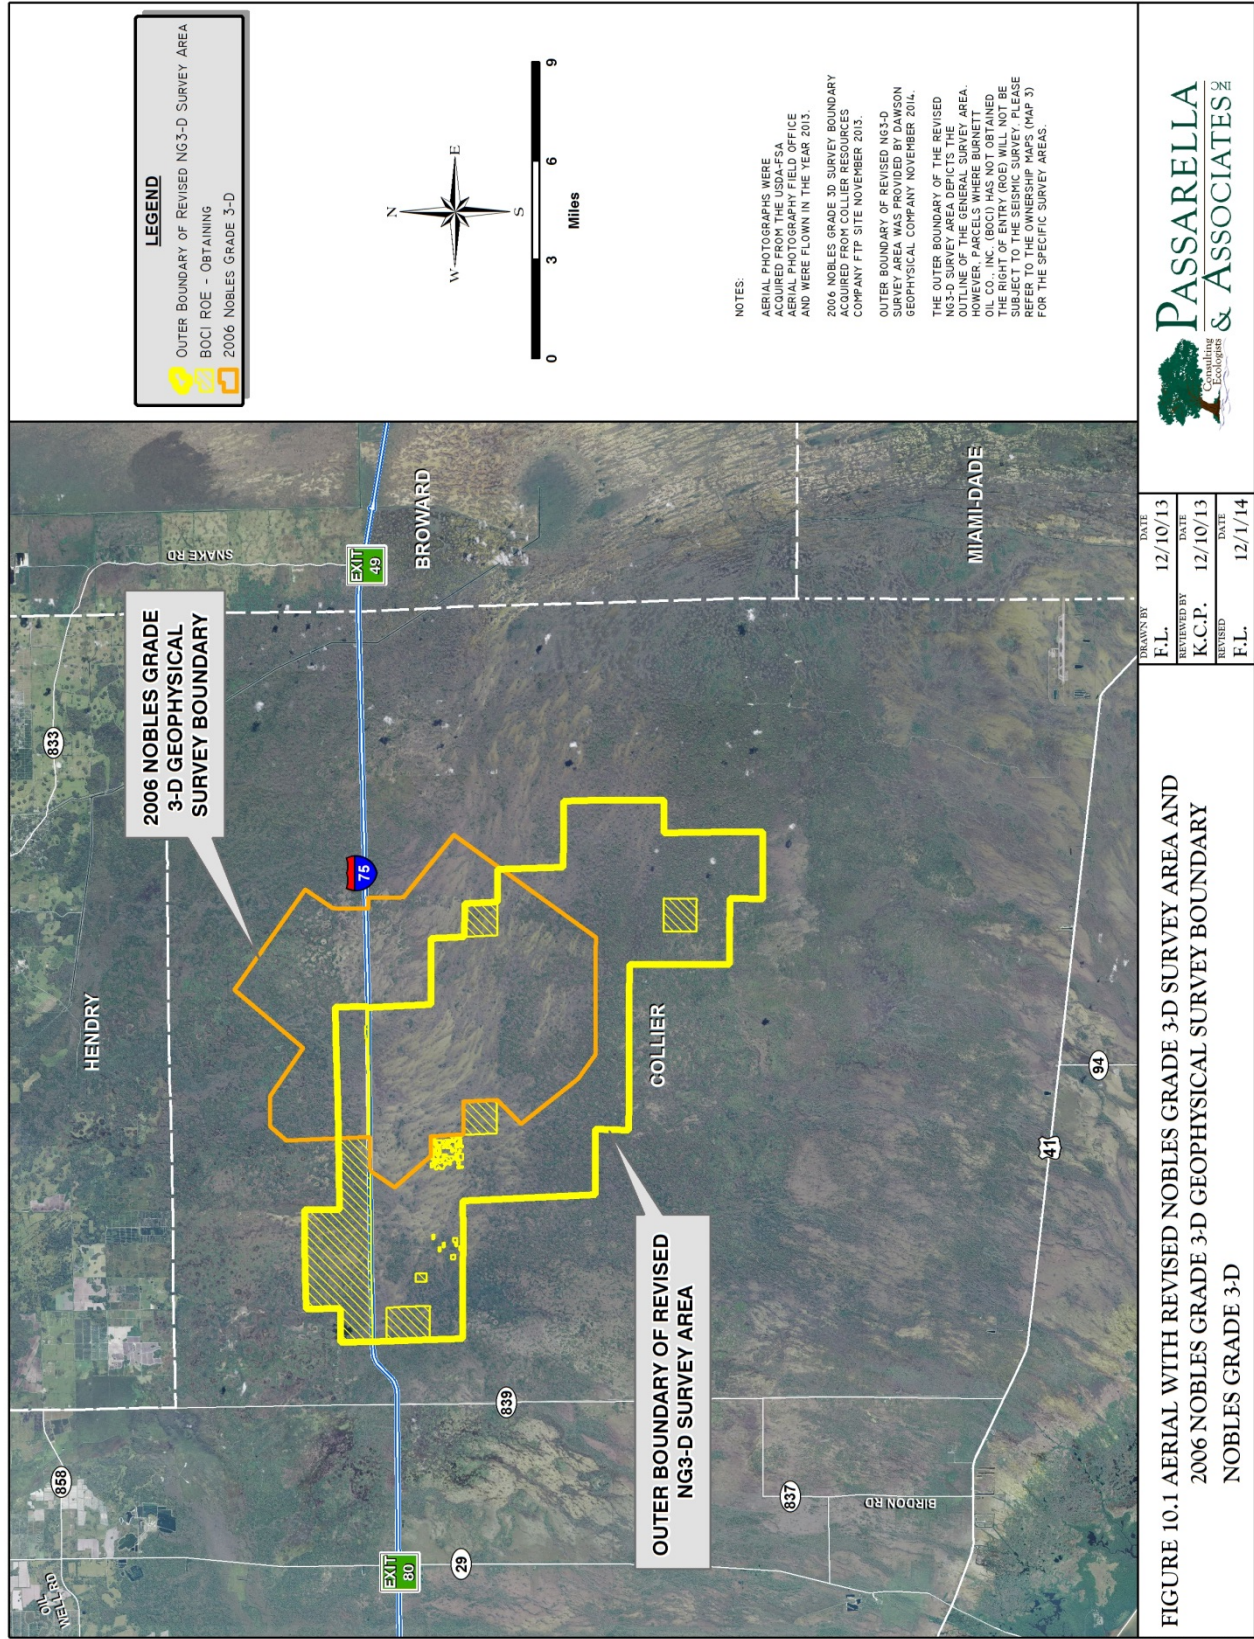 LEGEND
OUTER BOUNDARY OF REVISED NG3-D SURVEY AREA
BOCI ROE - OBTAINING
2006 NOBLES GRADE 3-D
N
W
E
S
0
3
6
9
Miles
NOTES:
AERIAL PHOTOGRAPHS WERE
ACQUIRED FROM THE USDA-FSA
AERIAL PHOTOGRAPHY FIELD OFFICE
AND WERE FLOWN IN THE YEAR 2013.
2006 NOBLES GRADE 3D SURVEY BOUNDARY
ACQUIRED FROM COLLIER RESOURCES
COMPANY FTP SITE NOVEMBER 2013.
OUTER BOUNDARY OF REVISED NG3-D
SURVEY AREA WAS PROVIDED BY DAWSON
GEOPHYSICAL COMPANY NOVEMBER 2014.
THE OUTER BOUNDARY OF THE REVISED
NG3-D SURVEY AREA DEPICTS THE
OUTLINE OF THE GENERAL SURVEY AREA.
HOWEVER, PARCELS WHERE BURNETT
OIL CO., INC. (BOCI) HAS NOT OBTAINED
THE RIGHT OF ENTRY (ROE) WILL NOT BE
SUBJECT TO THE SEISMIC SURVEY. PLEASE
REFER TO THE OWNERSHIP MAPS (MAP 3)
FOR THE SPECIFIC SURVEY AREAS.
OIL
WELL RD
858
833
SNAKE RD
HENDRY
2006 NOBLES GRADE
3-D GEOPHYSICAL
SURVEY BOUNDARY
EXIT
80
75
EXIT
49
BROWARD
29
839
COLLIER
OUTER BOUNDARY OF REVISED
NG3-D SURVEY AREA
837
BIRDON RD
MIAMI-DADE
41
94
FIGURE 10.1 AERIAL WITH REVISED NOBLES GRADE 3-D SURVEY AREA AND
2006 NOBLES GRADE 3-D GEOPHYSICAL SURVEY BOUNDARY
NOBLES GRADE 3-D
DRAWN BY
F.L.
DATE
12/10/13
REVIEWED BY
K.C.P.
DATE
12/10/13
REVISED
F.L.
DATE
12/1/14
Consulting
Ecologists
PASSARELLA
& ASSOCIATES INC